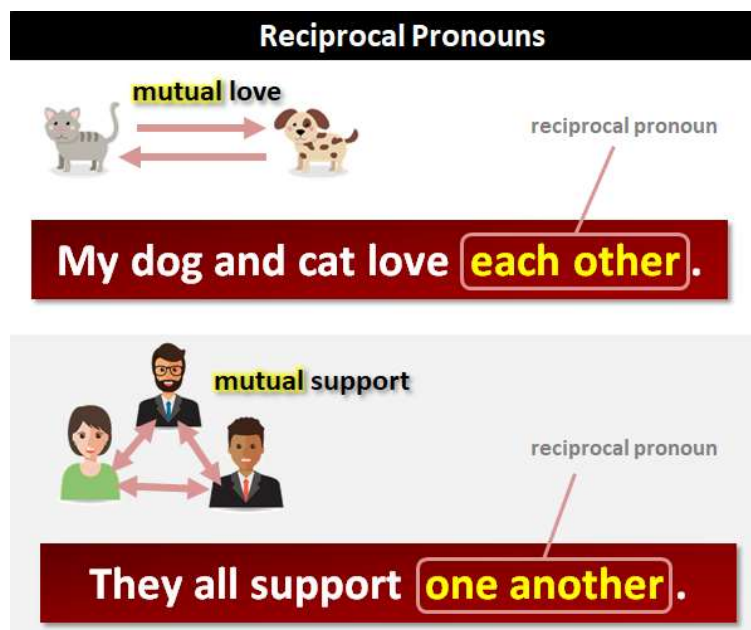 Reciprocal Pronouns
mutual love
reciprocal pronoun
My dog and cat love each other.
mutual support
reciprocal pronoun
They all support one another.